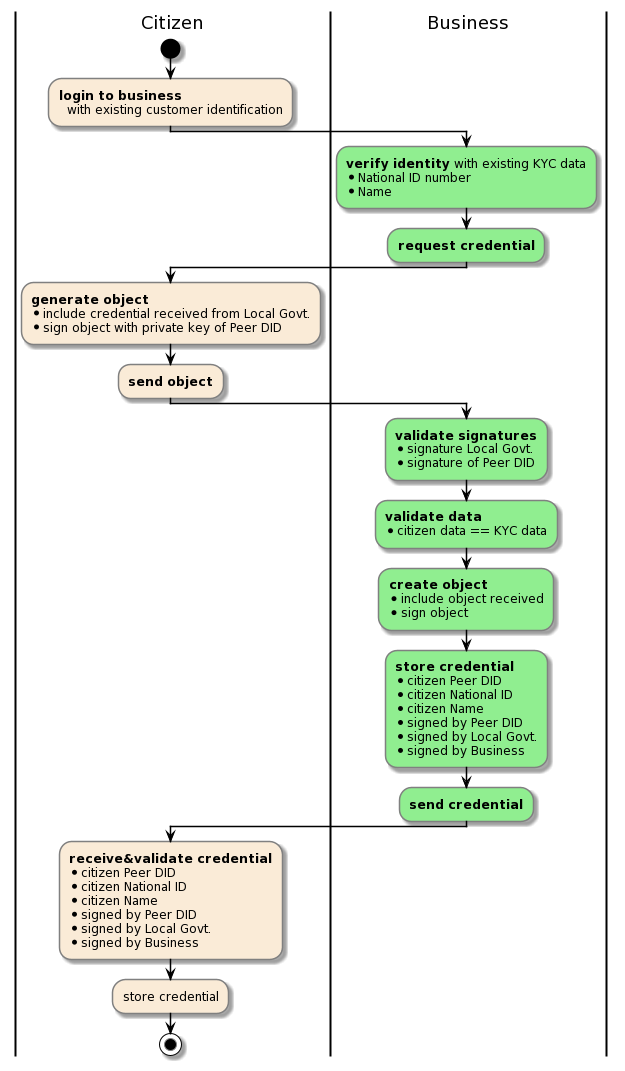 Citizen
Business
login to business
with existing customer identification
verify identity with existing KYC data
• National ID number
• Name
request credential
generate object
• include credential received from Local Govt.
• sign object with private key of Peer DID
send object
validate signatures
• signature Local Govt.
• signature of Peer DID
validate data
• citizen data == KYC data
create object
• include object received
• sign object
store credential
• citizen Peer DID
• citizen National ID
• citizen Name
• signed by Peer DID
• signed by Local Govt.
• signed by Business
send credential
receive&validate credential
• citizen Peer DID
• citizen National ID
• citizen Name
• signed by Peer DID
• signed by Local Govt.
• signed by Business
store credential